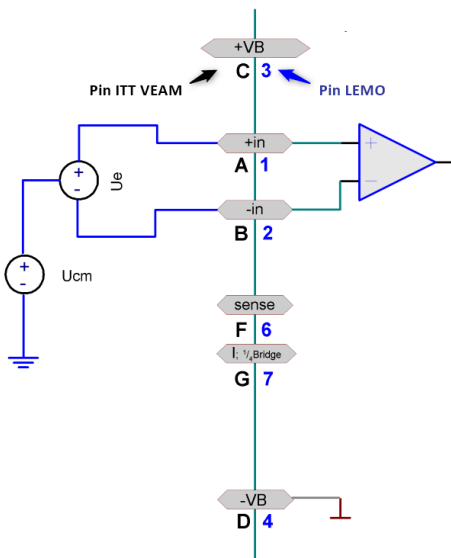 +VB
Pin ITT VEAM
C 3
Pin LEMO
+in
A 1
+
-
Ue
+
−
-in
B 2
+
-
Ucm
sense
F 6
I; ¹/₄Bridge
G 7
-VB
D 4